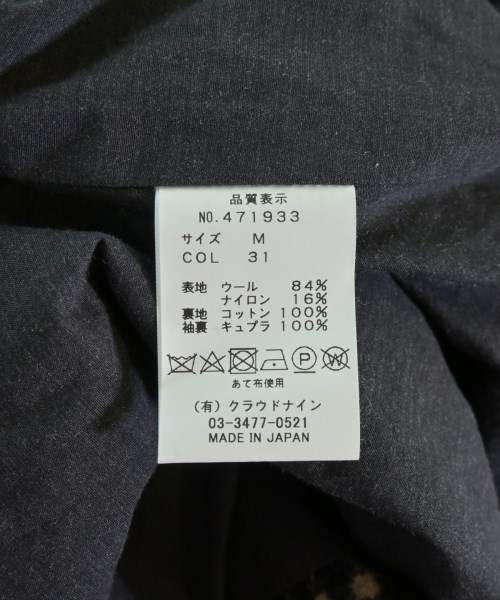 品質表示
NO.471933
サイズ M
COL 31
表地 ウール 84%
ナイロン 16%
裏地 コットン 100%
袖裏 キュプラ 100%
P W
あて布使用
(有) クラウドナイン
03-3477-0521
MADE IN JAPAN